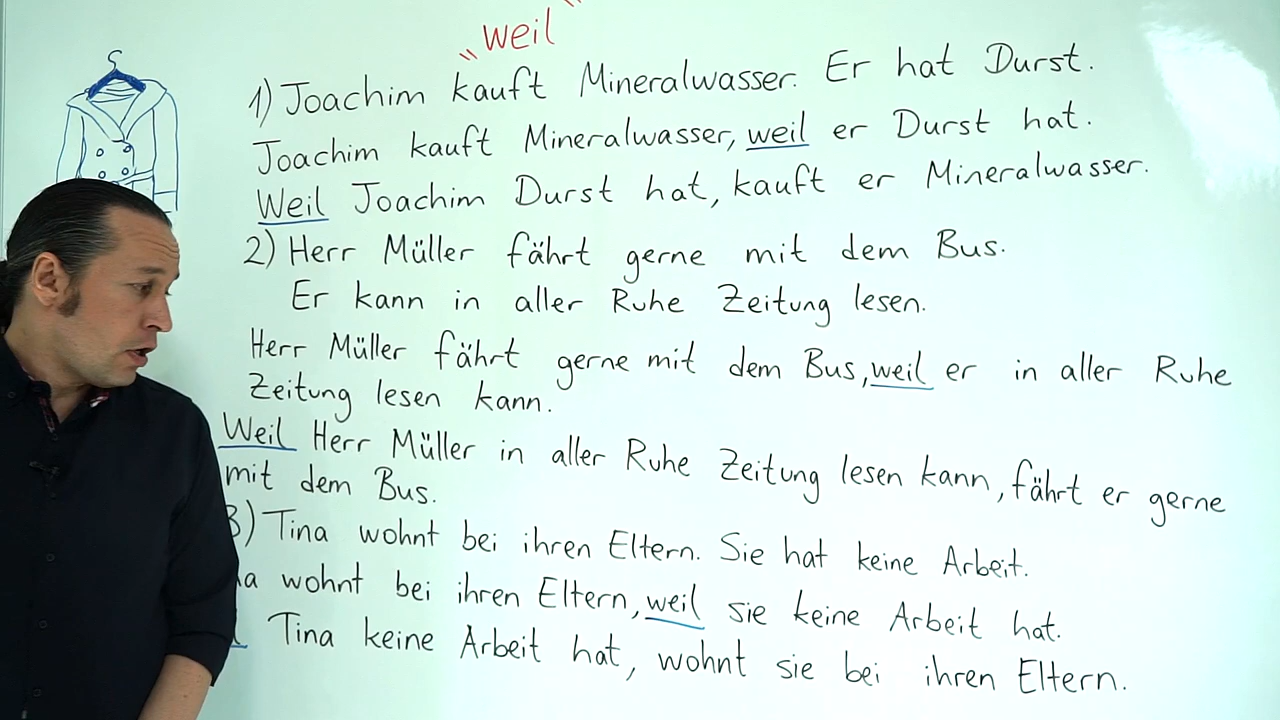 "weil"
1) Joachim kauft Mineralwasser. Er hat Durst.
Joachim kauft Mineralwasser, weil er Durst hat.
Weil Joachim Durst hat, kauft er Mineralwasser.
2) Herr Müller fährt gerne mit dem Bus.
Er kann in aller Ruhe Zeitung lesen.
Herr Müller fährt gerne mit dem Bus, weil er in aller Ruhe
Zeitung lesen kann.
Weil Herr Müller in aller Ruhe Zeitung lesen kann, fährt er gerne
mit dem Bus.
3) Tina wohnt bei ihren Eltern. Sie hat keine Arbeit.
wohnt bei ihren Eltern, weil sie keine Arbeit hat.
Tina keine Arbeit hat, wohnt sie bei ihren Eltern.